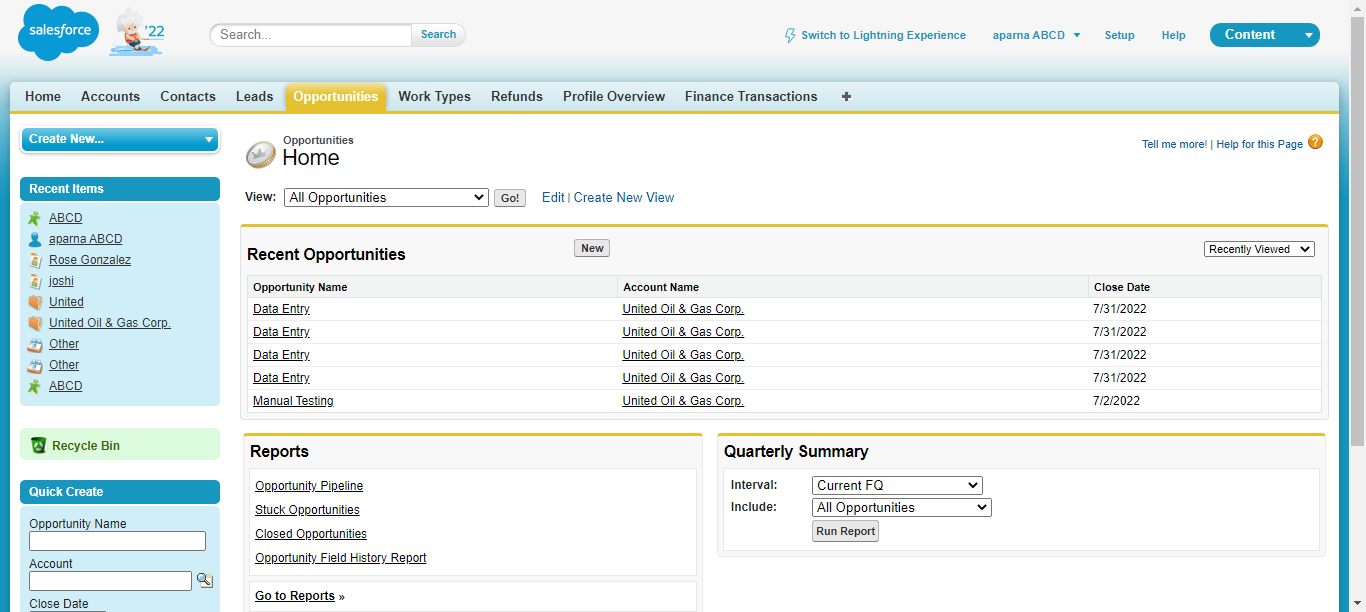 salesforce
'22
Search...
Search
Switch to Lightning Experience
aparna ABCD
Setup
Help
Content
Home
Accounts
Contacts
Leads
Opportunities
Work Types
Refunds
Profile Overview
Finance Transactions
+
Create New...
Recent Items
ABCD
aparna ABCD
Rose Gonzalez
joshi
United
United Oil & Gas Corp.
Other
Other
ABCD
Recycle Bin
Quick Create
Opportunity Name
Account
Close Date
Opportunities
Home
Tell me more! | Help for this Page ?
View: All Opportunities Go! Edit | Create New View
Recent Opportunities New Recently Viewed
Opportunity Name Account Name Close Date
Data Entry United Oil & Gas Corp. 7/31/2022
Data Entry United Oil & Gas Corp. 7/31/2022
Data Entry United Oil & Gas Corp. 7/31/2022
Data Entry United Oil & Gas Corp. 7/31/2022
Manual Testing United Oil & Gas Corp. 7/2/2022
Reports
Opportunity Pipeline
Stuck Opportunities
Closed Opportunities
Opportunity Field History Report
Go to Reports »
Quarterly Summary
Interval: Current FQ
Include: All Opportunities
Run Report